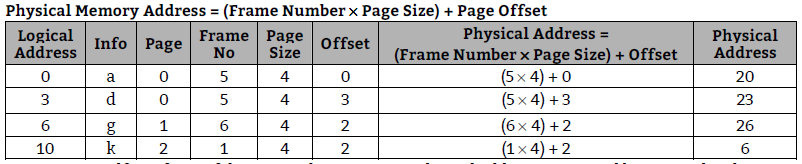 Physical Memory Address = (Frame Number × Page Size) + Page Offset
Logical Address Info Page Frame No Page Size Offset Physical Address = (Frame Number × Page Size) + Offset Physical Address
0 a 0 5 4 0 (5 × 4) + 0 20
3 d 0 5 4 3 (5 × 4) + 3 23
6 g 1 6 4 2 (6 × 4) + 2 26
10 k 2 1 4 2 (1 × 4) + 2 6